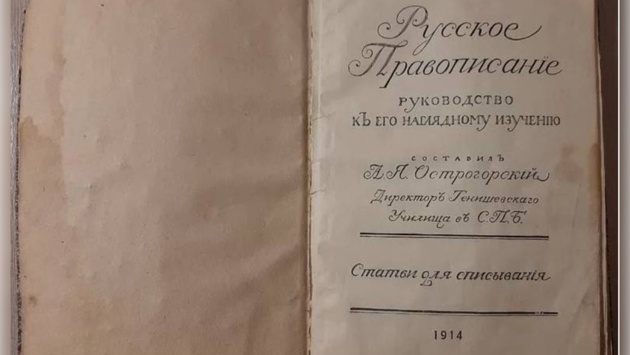 Русское
Правописаніе
РУКОВОДСТВО
КЪ ЕГО НАГЛЯДНОМУ ИЗУЧЕНІЮ
СОСТАВИЛЪ
А. Я. Острогорскій
Директоръ Тенишевскаго
Училища въ С.П.Б.
Статьи для списыванія
1914